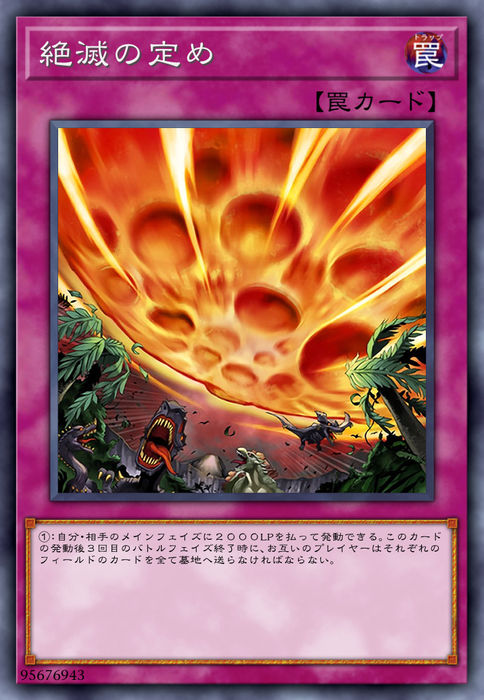 絶滅の定め
トラップ
罠
【罠カード】
①:自分・相手のメインフェイズに2000LPを払って発動できる。このカード
の発動後3回目のバトルフェイズ終了時に、お互いのプレイヤーはそれぞれの
フィールドのカードを全て墓地へ送らなければならない。
95676943